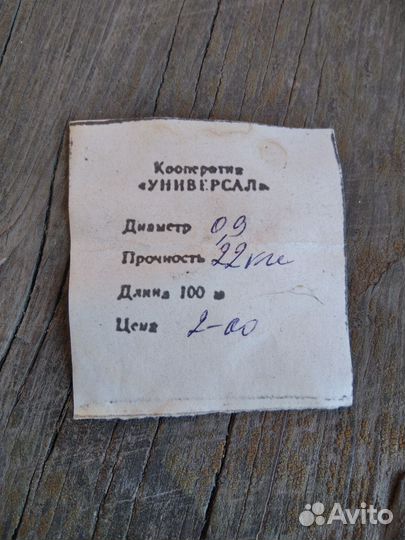 Кооператив
«УНИВЕРСАЛ»
Диаметр 0,9
Прочность 22 кг
Длина 100 м
Цена 2-00
Avito